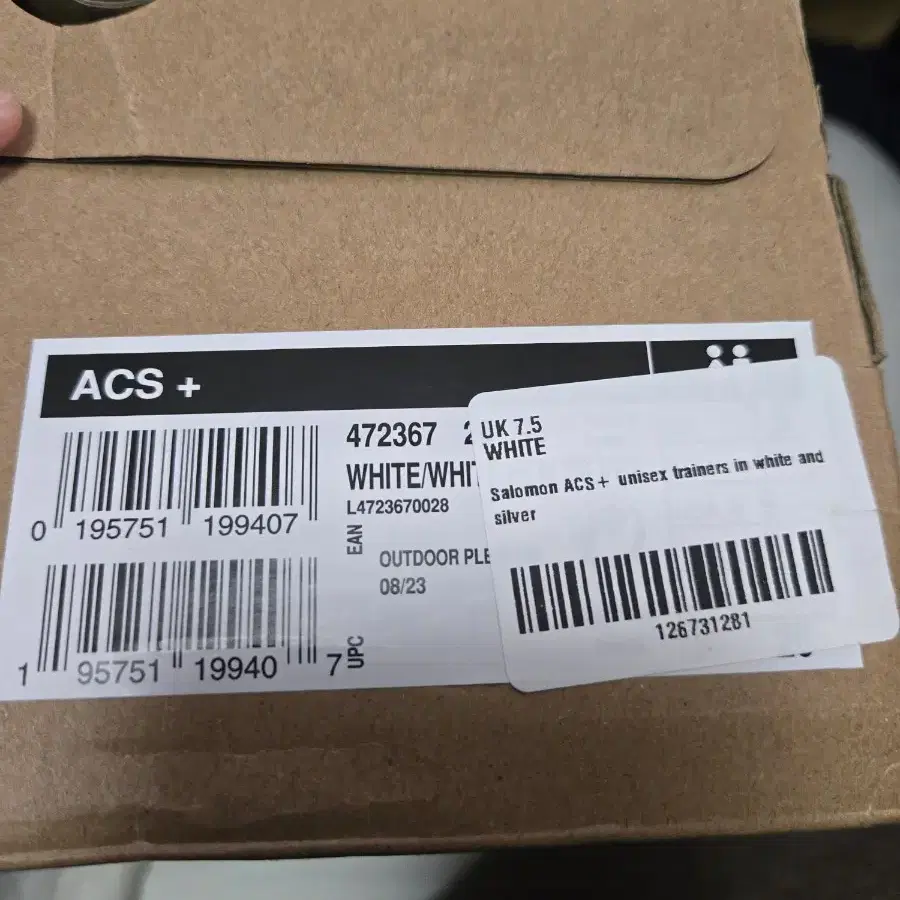 ACS +
472367
WHITE/WHI
L4723670028
EAN
OUTDOOR PLE
08/23
UPC
0 195751 199407
1 95751 19940 7
UK 7.5
WHITE
Salomon ACS+ unisex trainers in white and
silver
126731281